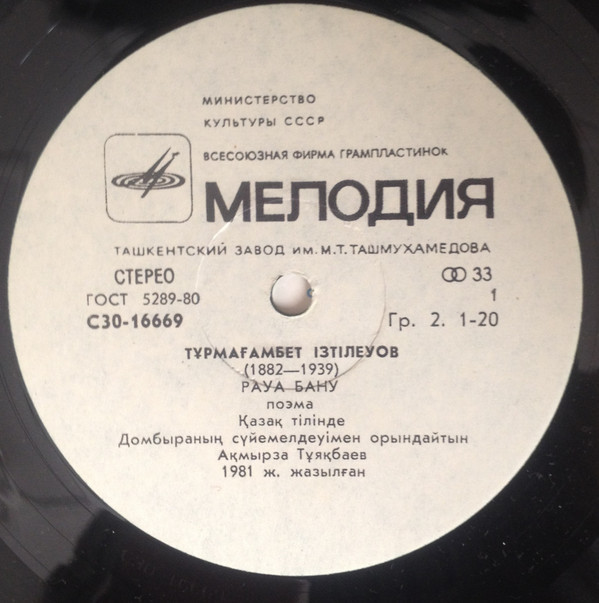 МИНИСТЕРСТВО
КУЛЬТУРЫ СССР
ВСЕСОЮЗНАЯ ФИРМА ГРАМПЛАСТИНОК
МЕЛОДИЯ
ТАШКЕНТСКИЙ ЗАВОД ИМ. М.Т. ТАШМУХАМЕДОВА
СТЕРЕО 33
ГОСТ 5289-80 1
С30-16669 Гр. 2. 1-20
ТҰРМАҒАМБЕТ ІЗТІЛЕУОВ
(1882—1939)
РАУА БАНУ
поэма
Қазақ тілінде
Домбыраның сүйемелдеуімен орындайтын
Ақмырза Тұяқбаев
1981 ж. жазылған